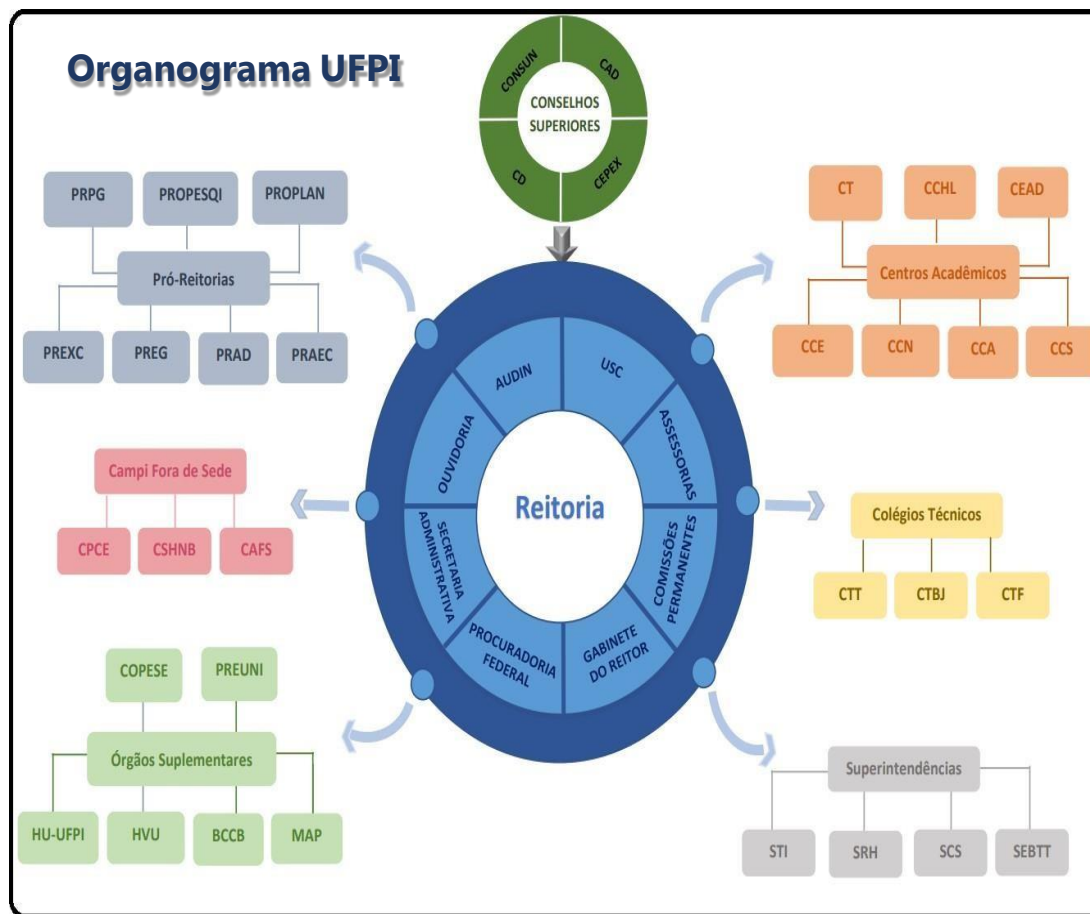 Organograma UFPI
CONSUN
CAD
CONSELHOS
SUPERIORES
CD
CEPEX
PRPG
PROPESQI
PROPLAN
Pró-Reitorias
PREXC
PREG
PRAD
PRAEC
CT
CCHL
CEAD
Centros Acadêmicos
CCE
CCN
CCA
CCS
AUDIN
USC
OUVIDORIA
ASSESSORIAS
Reitoria
SECRETARIA
ADMINISTRATIVA
COMISSÕES
PERMANENTES
PROCURADORIA
FEDERAL
GABINETE
DO REITOR
Campi Fora de Sede
CPCE
CSHNB
CAFS
Colégios Técnicos
CTT
CTBJ
CTF
COPESE
PREUNI
Órgãos Suplementares
HU-UFPI
HVU
BCCB
MAP
Superintendências
STI
SRH
SCS
SEBTT